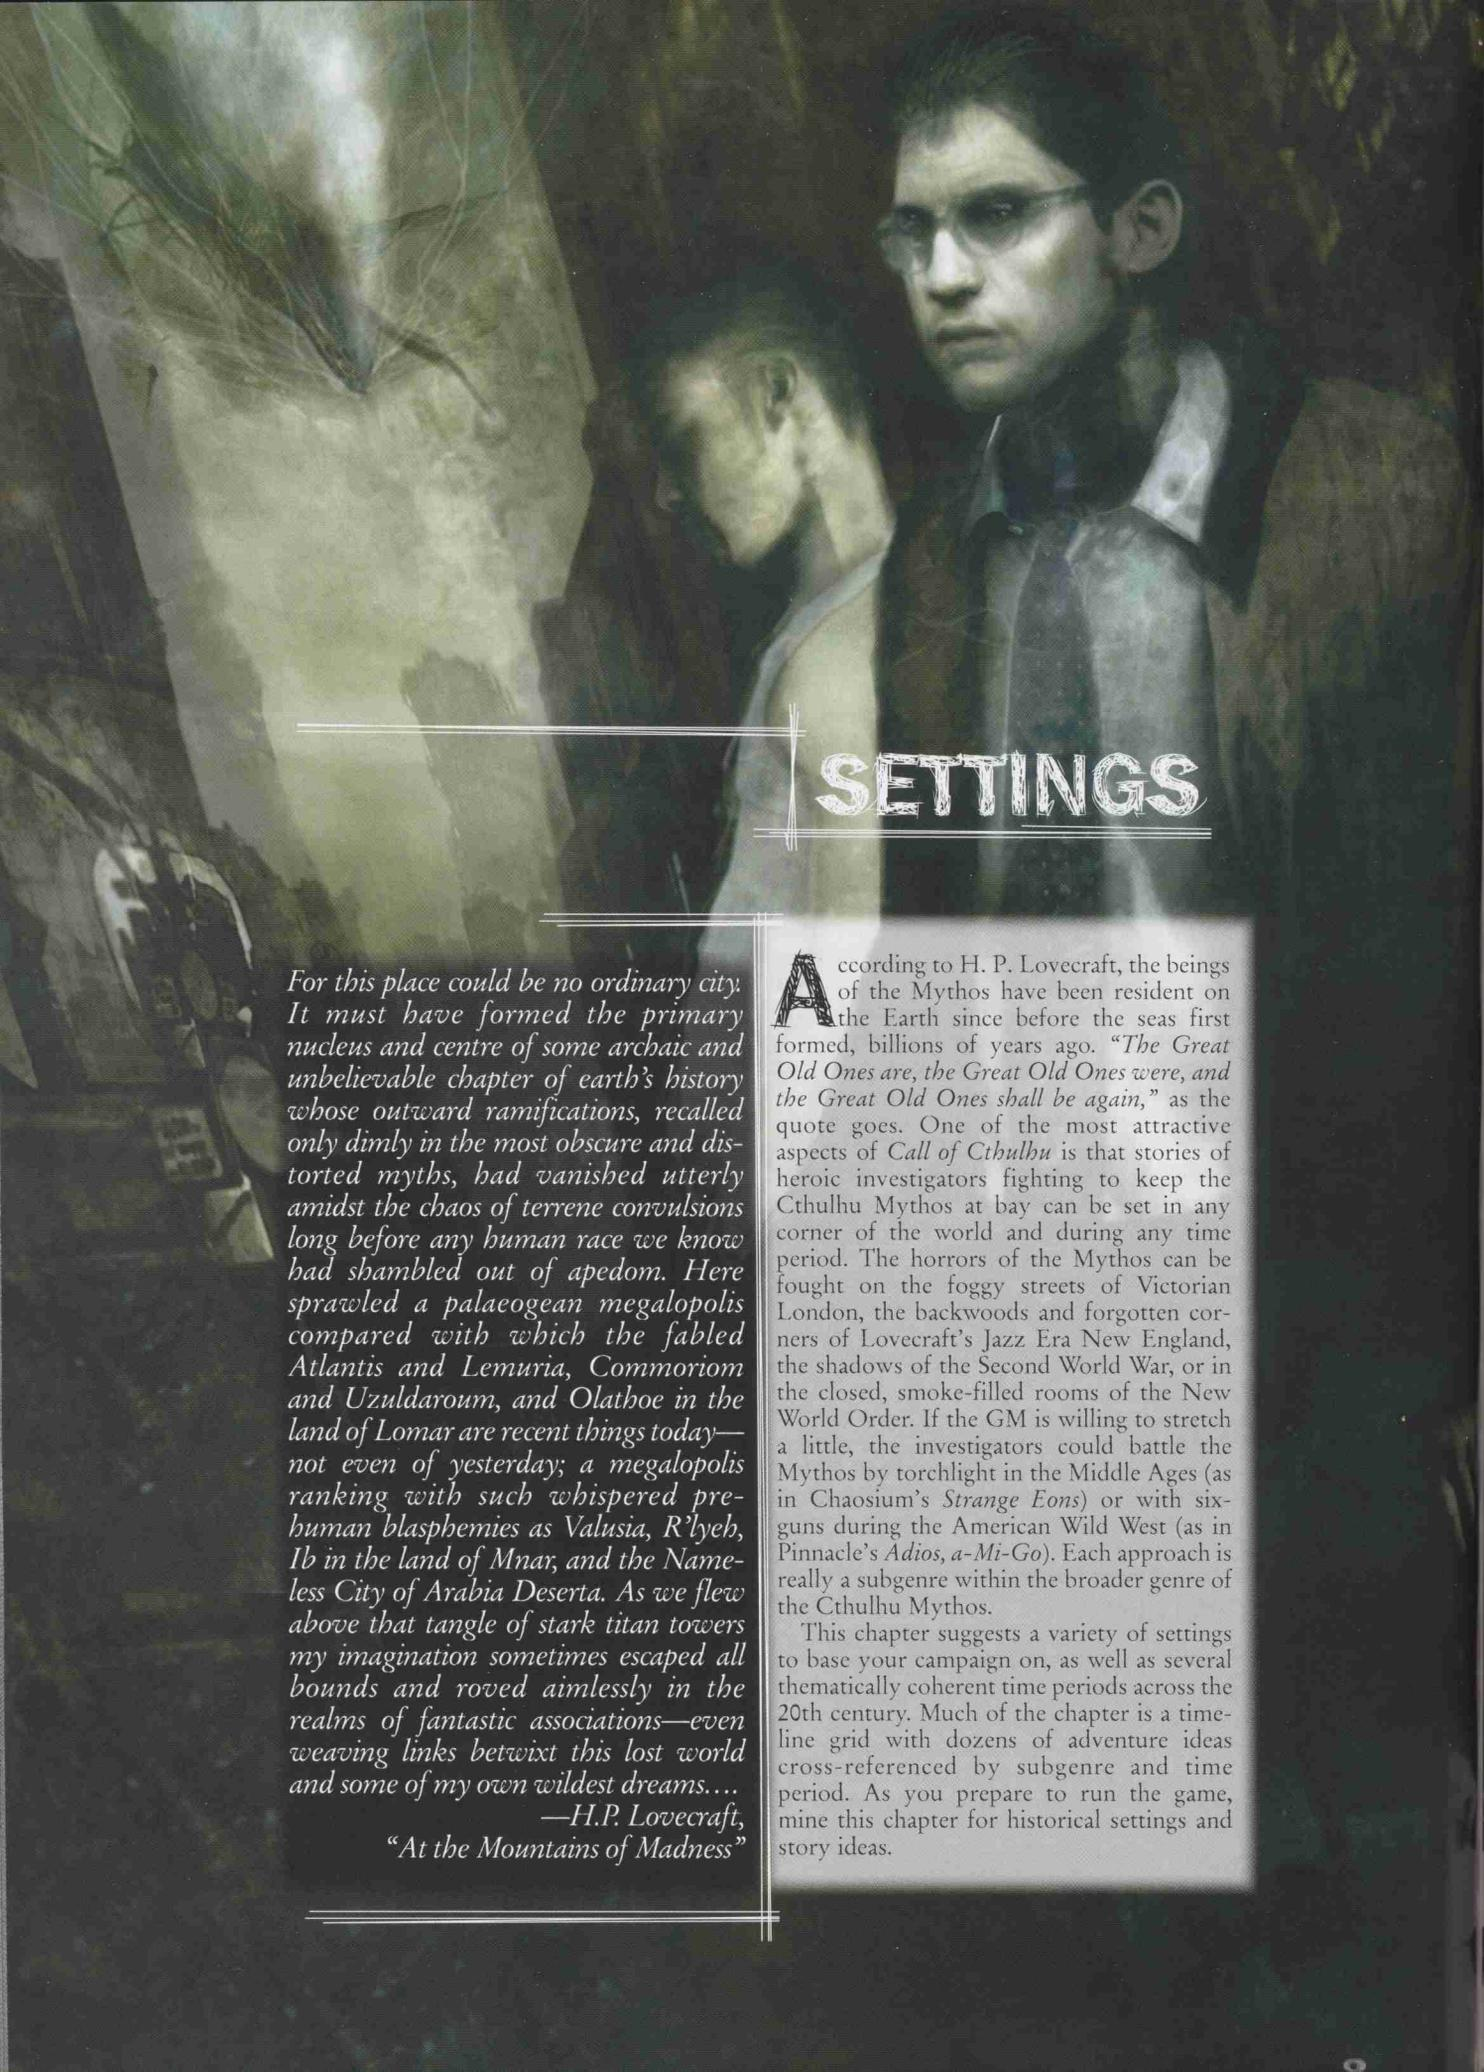 SETTINGS
For this place could be no ordinary city.
It must have formed the primary
nucleus and centre of some archaic and
unbelievable chapter of earth's history
whose outward ramifications, recalled
only dimly in the most obscure and dis-
torted myths, had vanished utterly
amidst the chaos of terrene convulsions
long before any human race we know
had shambled out of apedom. Here
sprawled a palaeogean megalopolis
compared with which the fabled
Atlantis and Lemuria, Commoriom
and Uzuldaroum, and Olathoe in the
land of Lomar are recent things today—
not even of yesterday; a megalopolis
ranking with such whispered pre-
human blasphemies as Valusia, R'lyeh,
Ib in the land of Mnar, and the Name-
less City of Arabia Deserta. As we flew
above that tangle of stark titan towers
my imagination sometimes escaped all
bounds and roved aimlessly in the
realms of fantastic associations—even
weaving links betwixt this lost world
and some of my own wildest dreams....
—H.P. Lovecraft,
“At the Mountains of Madness”
According to H. P. Lovecraft, the beings
of the Mythos have been resident on
the Earth since before the seas first
formed, billions of years ago. “The Great
Old Ones are, the Great Old Ones were, and
the Great Old Ones shall be again,” as the
quote goes. One of the most attractive
aspects of Call of Cthulhu is that stories of
heroic investigators fighting to keep the
Cthulhu Mythos at bay can be set in any
corner of the world and during any time
period. The horrors of the Mythos can be
fought on the foggy streets of Victorian
London, the backwoods and forgotten cor-
ners of Lovecraft's Jazz Era New England,
the shadows of the Second World War, or in
the closed, smoke-filled rooms of the New
World Order. If the GM is willing to stretch
a little, the investigators could battle the
Mythos by torchlight in the Middle Ages (as
in Chaosium's Strange Eons) or with six-
guns during the American Wild West (as in
Pinnacle's Adios, a-Mi-Go). Each approach is
really a subgenre within the broader genre of
the Cthulhu Mythos.
This chapter suggests a variety of settings
to base your campaign on, as well as several
thematically coherent time periods across the
20th century. Much of the chapter is a time-
line grid with dozens of adventure ideas
cross-referenced by subgenre and time
period. As you prepare to run the game,
mine this chapter for historical settings and
story ideas.